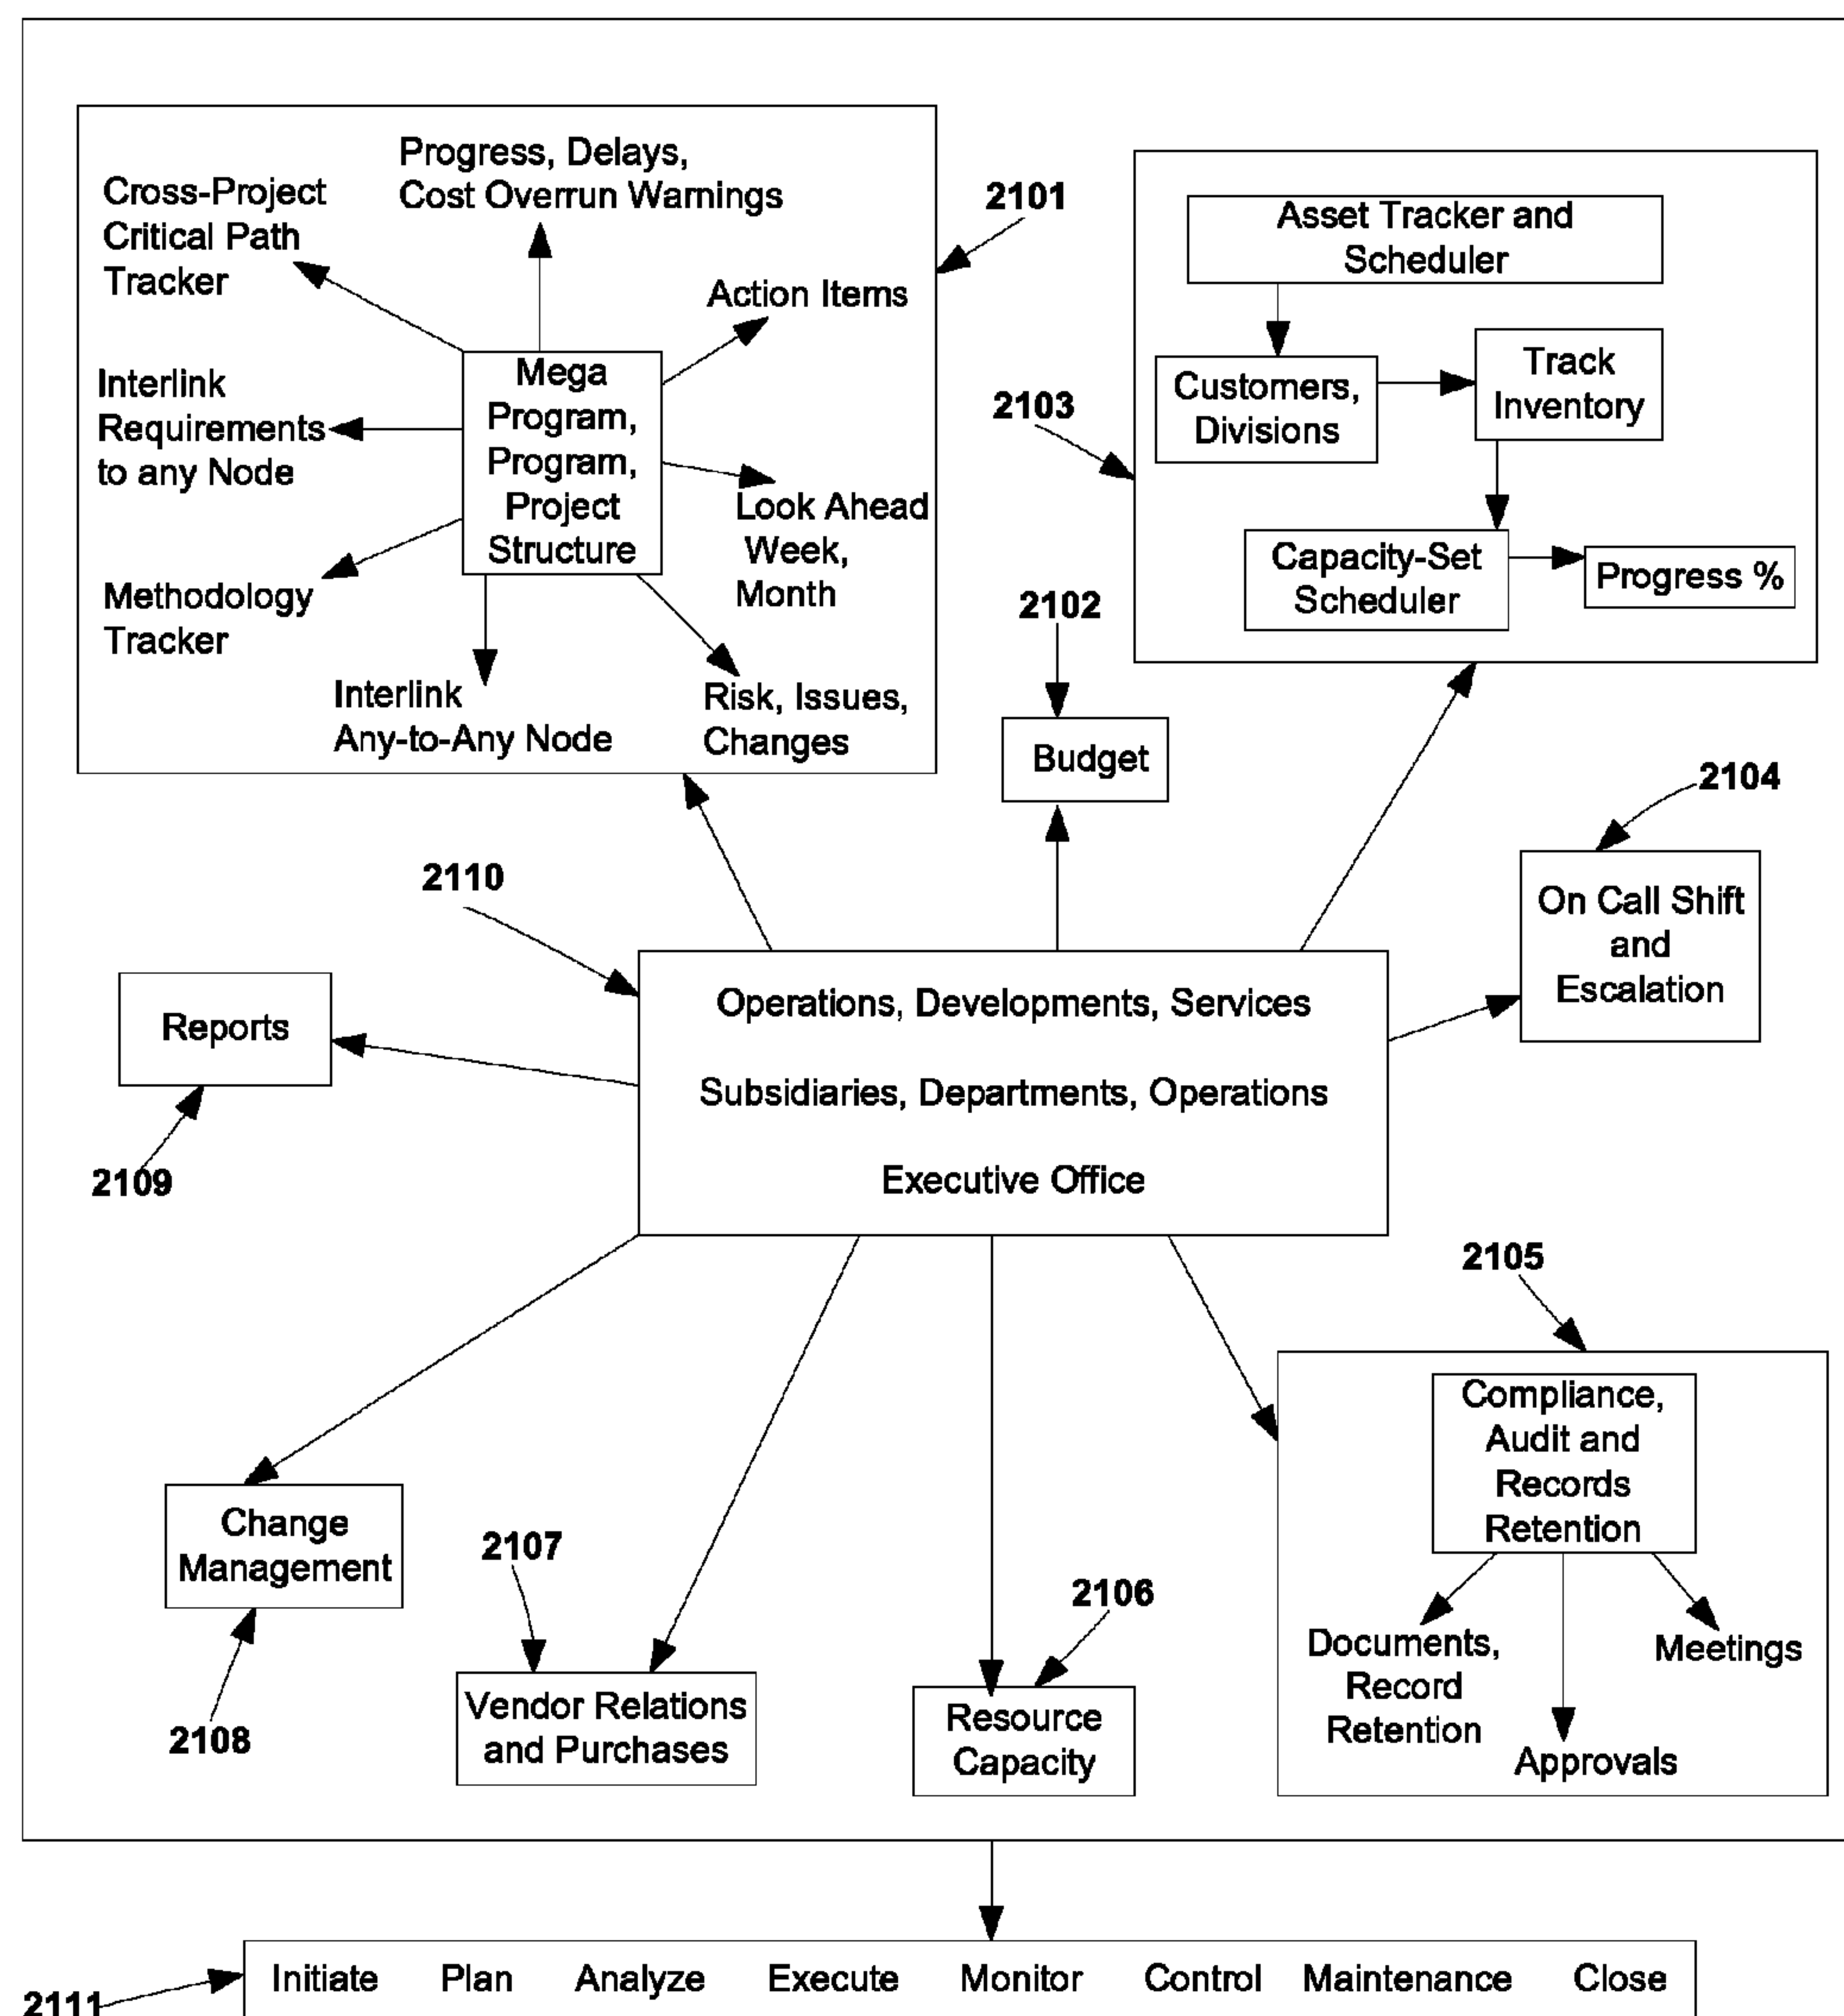 Progress, Delays,
Cost Overrun Warnings
Cross-Project
Critical Path
Tracker
2101
Action Items
Interlink
Requirements
to any Node
Mega
Program,
Program,
Project
Structure
Look Ahead
Week,
Month
Methodology
Tracker
Interlink
Any-to-Any Node
Risk, Issues,
Changes
Asset Tracker and
Scheduler
2103
Customers,
Divisions
Track
Inventory
Capacity-Set
Scheduler
Progress %
2102
Budget
2104
On Call Shift
and
Escalation
2110
Operations, Developments, Services
Subsidiaries, Departments, Operations
Executive Office
Reports
2109
2105
Compliance,
Audit and
Records
Retention
Documents,
Record
Retention
Meetings
Approvals
Change
Management
2108
2107
Vendor Relations
and Purchases
2106
Resource
Capacity
2111
Initiate Plan Analyze Execute Monitor Control Maintenance Close